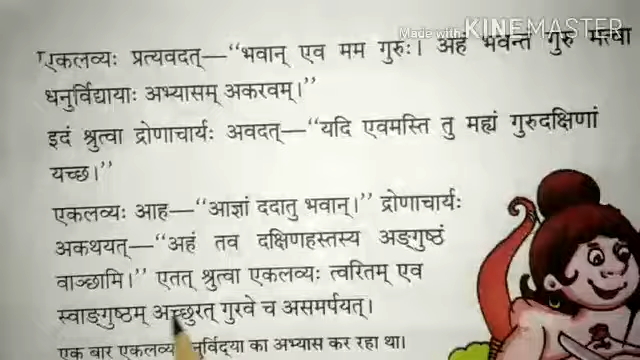 Made with KINEMASTER
एकलव्यः प्रत्यवदत्—“भवान् एव मम गुरुः। अहं भवन्तं गुरु मत्वा
धनुर्विद्यायाः अभ्यासम् अकरवम्।”
इदं श्रुत्वा द्रोणाचार्यः अवदत्—“यदि एवमस्ति तु मह्यं गुरुदक्षिणां
यच्छ।”
एकलव्यः आह—“आज्ञां ददातु भवान्।” द्रोणाचार्यः
अकथयत्—“अहं तव दक्षिणहस्तस्य अङ्गुष्ठं
वाञ्छामि।” एतत् श्रुत्वा एकलव्यः त्वरितम् एव
स्वाङ्गुष्ठम् अच्छुरत् गुरवे च असमर्पयत्।
एक बार एकलव्य का अभ्यास कर रहा था।